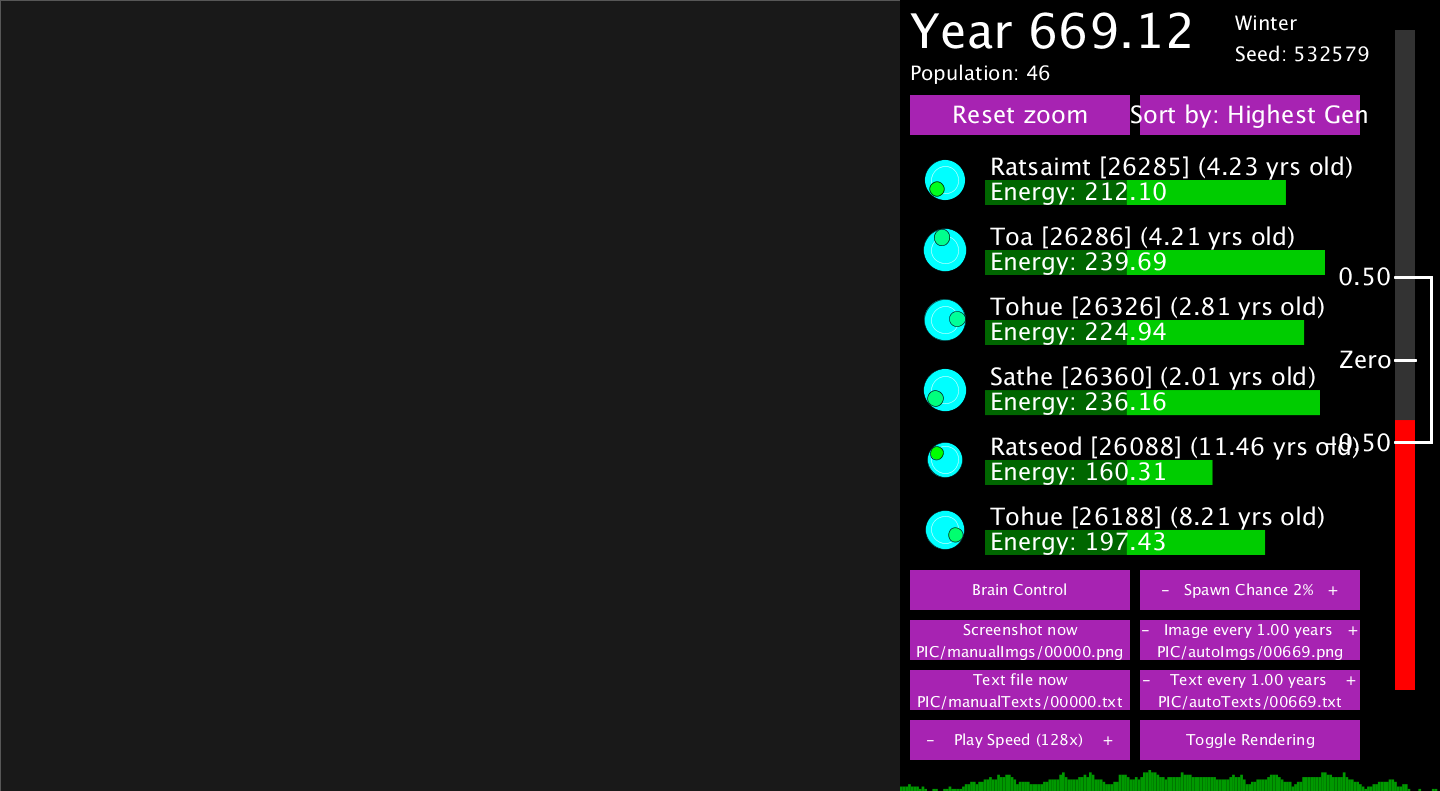 Year 669.12
Winter
Seed: 532579
Population: 46
Reset zoom
Sort by: Highest Gen
Ratsaimt [26285] (4.23 yrs old)
Energy: 212.10
Toa [26286] (4.21 yrs old)
Energy: 239.69
0.50
Tohue [26326] (2.81 yrs old)
Energy: 224.94
Zero
Sathe [26360] (2.01 yrs old)
Energy: 236.16
Ratseod [26088] (11.46 yrs old)
-0.50
Energy: 160.31
Tohue [26188] (8.21 yrs old)
Energy: 197.43
Brain Control
- Spawn Chance 2% +
Screenshot now
PIC/manualImgs/00000.png
- Image every 1.00 years +
PIC/autoImgs/00669.png
Text file now
PIC/manualTexts/00000.txt
- Text every 1.00 years +
PIC/autoTexts/00669.txt
- Play Speed (128x) +
Toggle Rendering